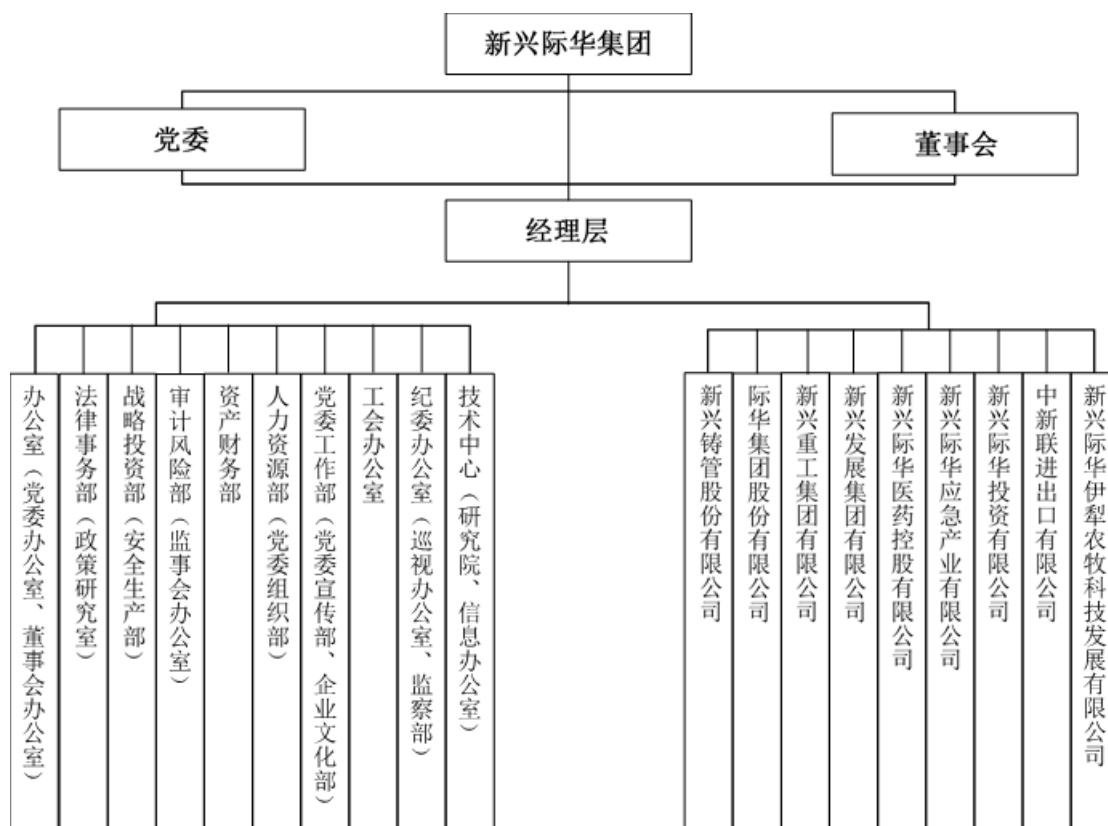 新兴际华集团
党委
董事会
经理层
办公室（党委办公室、董事会办公室）
法律事务部（政策研究室）
战略投资部（安全生产部）
审计风险部（监事会办公室）
资产财务部
人力资源部（党委组织部）
党委工作部（党委宣传部、企业文化部）
工会办公室
纪委办公室（巡视办公室、监察部）
技术中心（研究院、信息办公室）
新兴铸管股份有限公司
际华集团股份有限公司
新兴重工集团有限公司
新兴发展集团有限公司
新兴际华医药控股有限公司
新兴际华应急产业有限公司
新兴际华投资有限公司
中新联进出口有限公司
新兴际华伊犁农牧科技发展有限公司